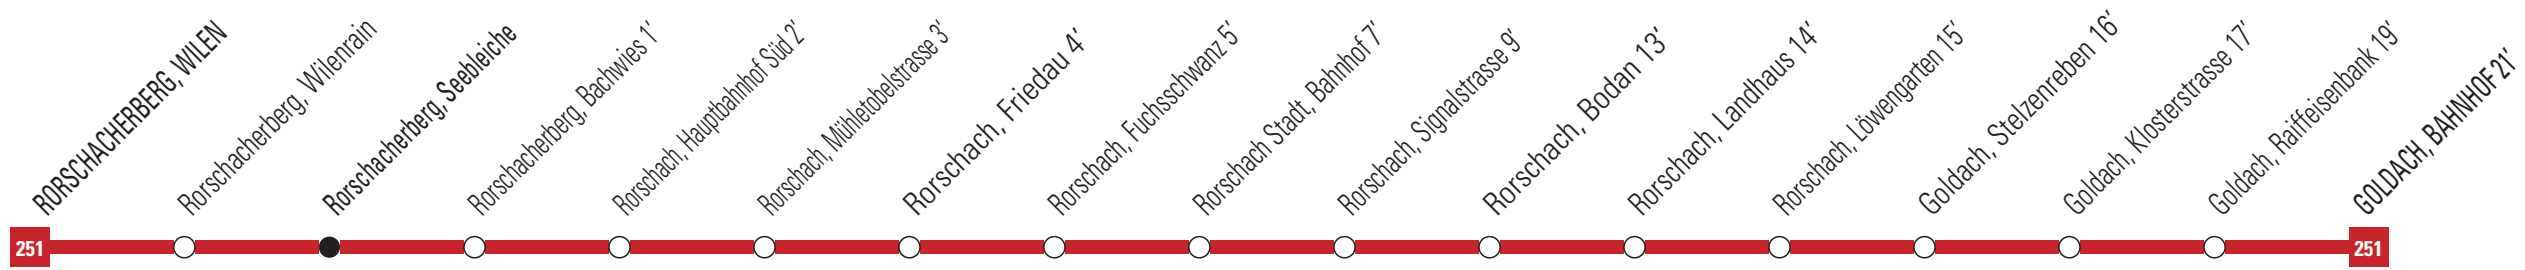 RORSCHACHERBERG, WILEN
Rorschacherberg, Wilenrain
Rorschacherberg, Seebleiche
Rorschacherberg, Bachwies 1′
Rorschach, Hauptbahnhof Süd 2′
Rorschach, Mühletobelstrasse 3′
Rorschach, Friedau 4′
Rorschach, Fuchsschwanz 5′
Rorschach Stadt, Bahnhof 7′
Rorschach, Signalstrasse 9′
Rorschach, Bodan 13′
Rorschach, Landhaus 14′
Rorschach, Löwengarten 15′
Goldach, Stelzenreben 16′
Goldach, Klosterstrasse 17′
Goldach, Raiffeisenbank 19′
GOLDACH, BAHNHOF 21′
251
251